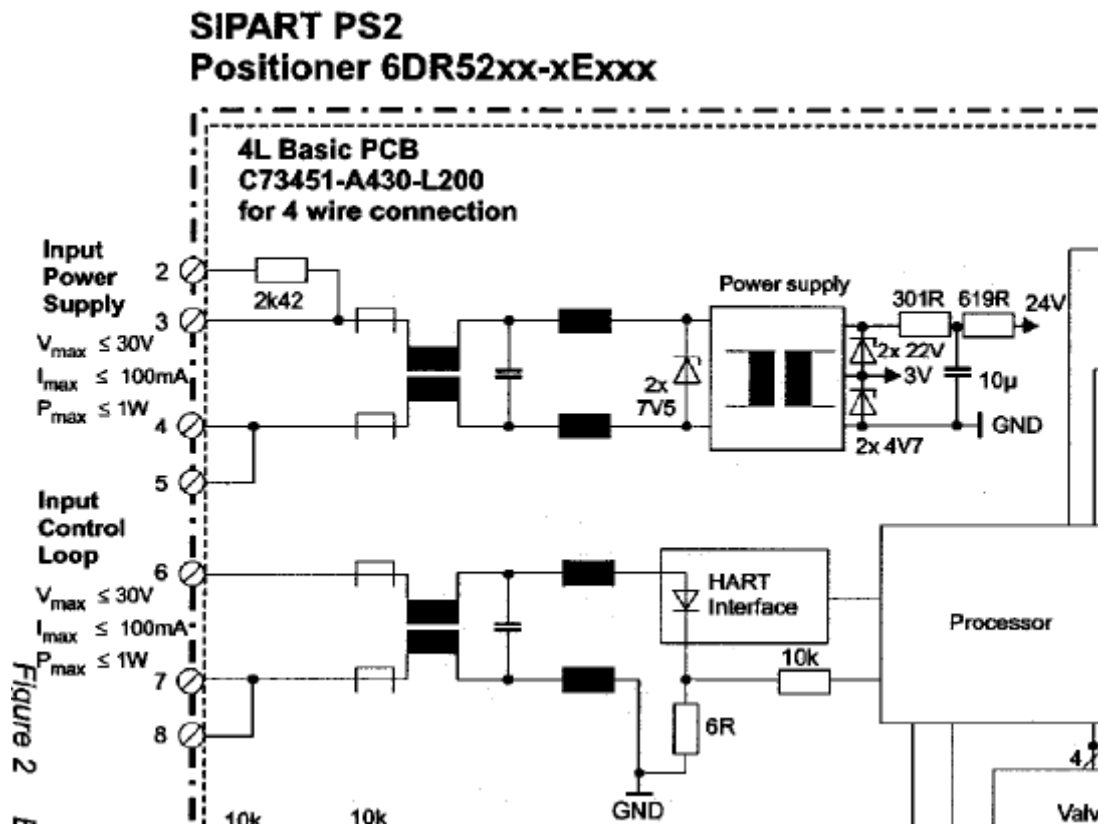 SIPART PS2
Positioner 6DR52xx-xExxx
4L Basic PCB
C73451-A430-L200
for 4 wire connection
Input
Power
Supply
Vmax ≤ 30V
Imax ≤ 100mA
Pmax ≤ 1W
2
3
4
5
2k42
2x
7V5
Power supply
301R
619R
24V
2x 22V
3V
10µ
GND
2x 4V7
Input
Control
Loop
Vmax ≤ 30V
Imax ≤ 100mA
Pmax ≤ 1W
6
7
8
HART
Interface
Processor
10k
6R
GND
4
Valv
10k
10k
Figure 2